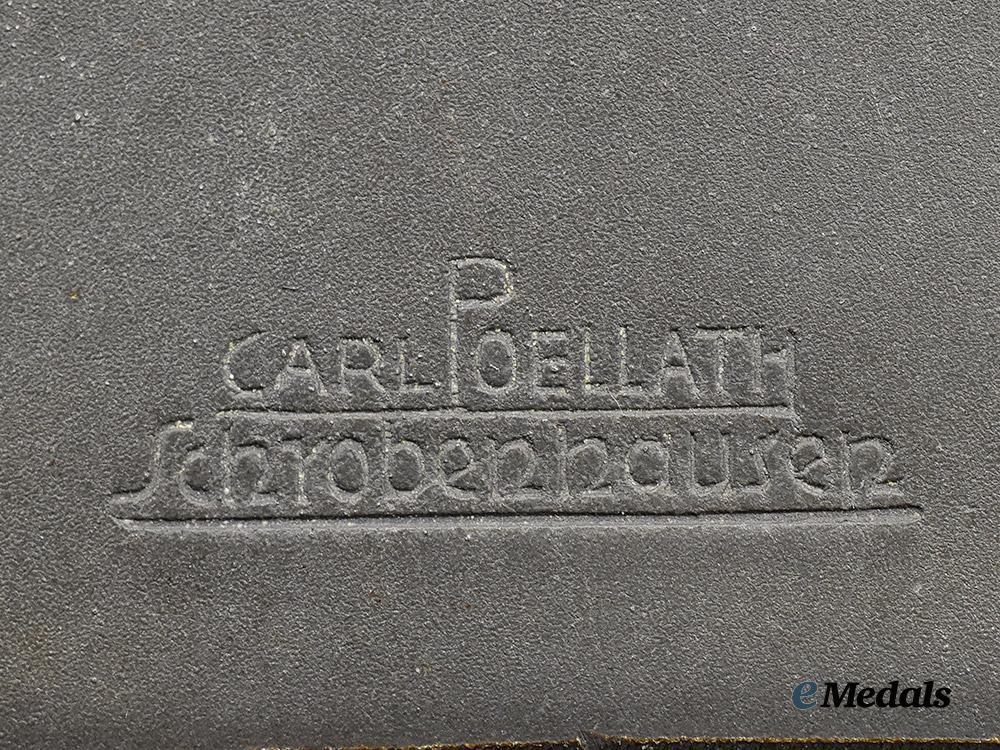 CARL POELLATH
Schrobenhausen
eMedals